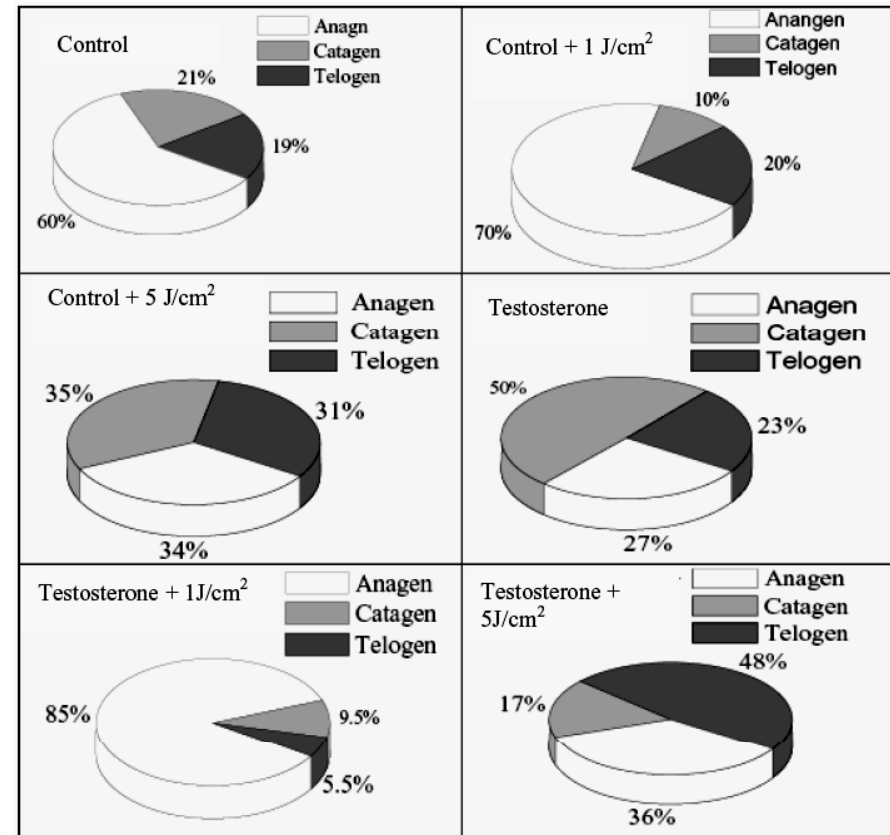 Control
Anagn
Catagen
Telogen
21%
19%
60%
Control + 1 J/cm²
Anangen
Catagen
Telogen
10%
20%
70%
Control + 5 J/cm²
Anagen
Catagen
Telogen
35%
31%
34%
Testosterone
Anagen
Catagen
Telogen
50%
23%
27%
Testosterone + 1J/cm²
Anagen
Catagen
Telogen
85%
9.5%
5.5%
Testosterone +
5J/cm²
Anagen
Catagen
Telogen
48%
17%
36%